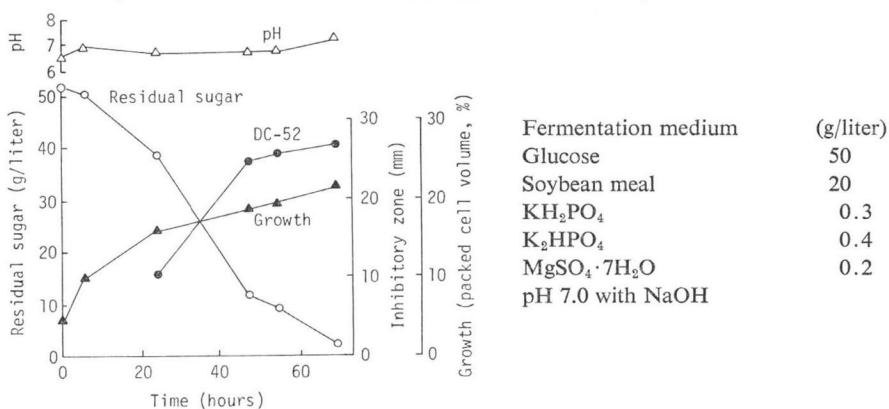 pH
8
7
6
pH
Residual sugar (g/liter)
50
40
30
20
10
0
Residual sugar
DC-52
Growth
30
20
10
0
Inhibitory zone (mm)
30
20
10
0
Growth (packed cell volume, %)
0
20
40
60
Time (hours)
Fermentation medium (g/liter)
Glucose 50
Soybean meal 20
KH₂PO₄ 0.3
K₂HPO₄ 0.4
MgSO₄·7H₂O 0.2
pH 7.0 with NaOH